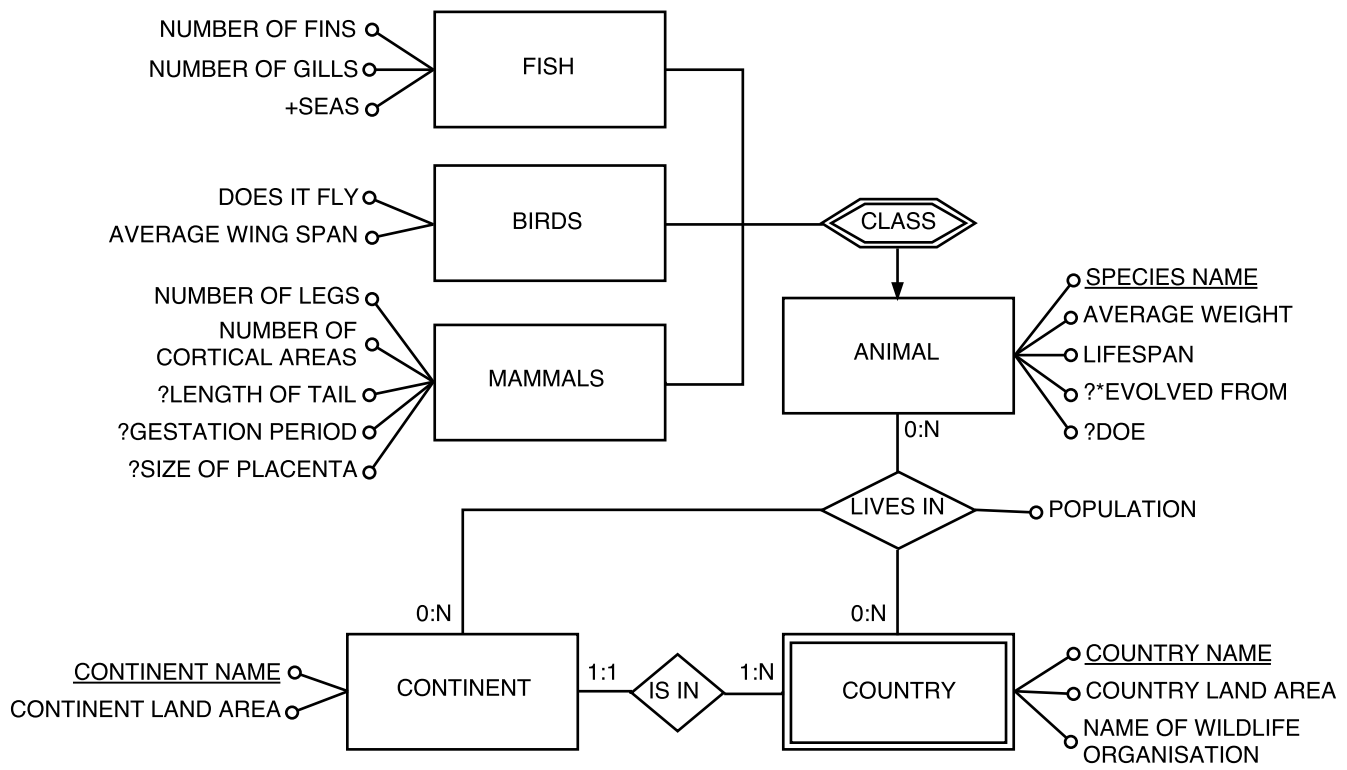 NUMBER OF FINS
NUMBER OF GILLS
+SEAS
FISH
DOES IT FLY
AVERAGE WING SPAN
BIRDS
CLASS
NUMBER OF LEGS
NUMBER OF
CORTICAL AREAS
?LENGTH OF TAIL
?GESTATION PERIOD
?SIZE OF PLACENTA
MAMMALS
ANIMAL
SPECIES NAME
AVERAGE WEIGHT
LIFESPAN
?*EVOLVED FROM
?DOE
0:N
LIVES IN
POPULATION
0:N
0:N
CONTINENT NAME
CONTINENT LAND AREA
CONTINENT
1:1
IS IN
1:N
COUNTRY
COUNTRY NAME
COUNTRY LAND AREA
NAME OF WILDLIFE
ORGANISATION